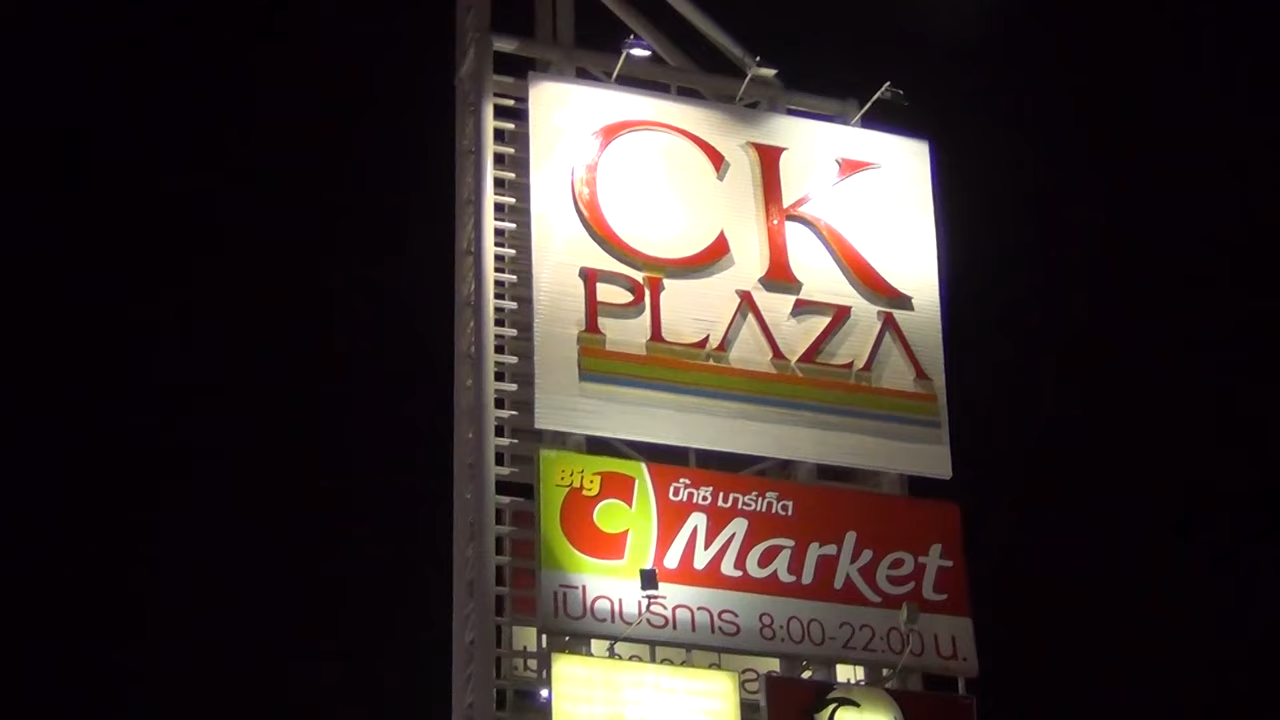 CK
PLAZA
Big C
บิ๊กซี มาร์เก็ต
Market
เปิดบริการ 8:00-22:00 น.